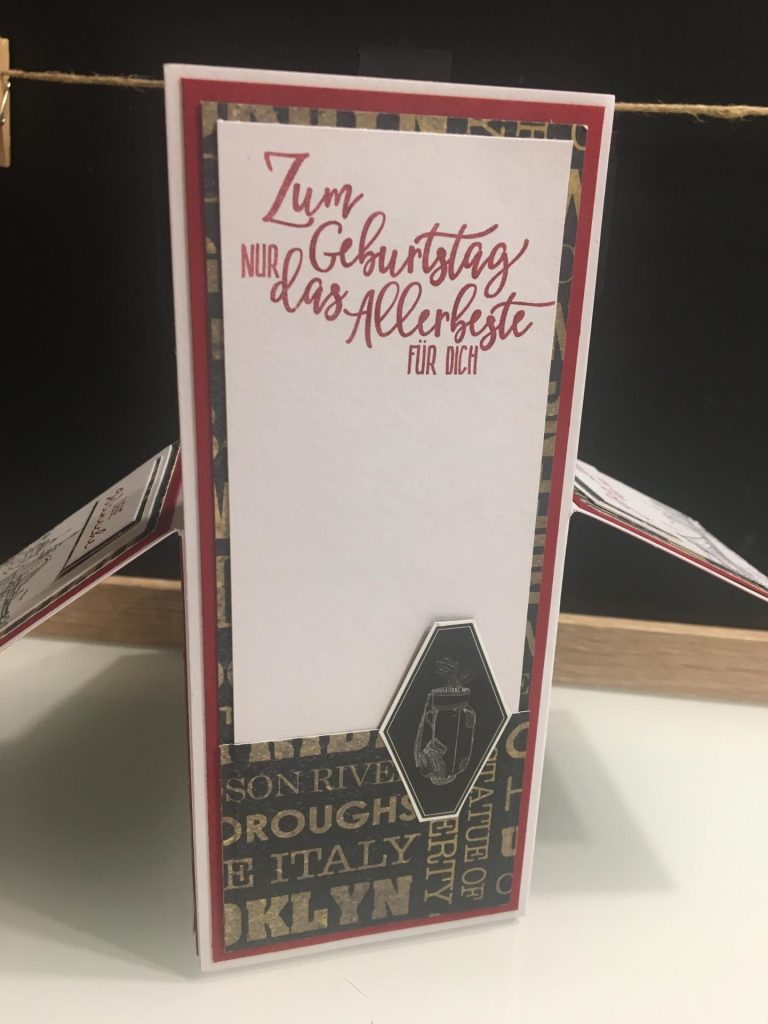 Zum
Geburtstag
NUR das Allerbeste
FÜR DICH
SON RIVE
OROUGHS
E ITALY
OKLYN
ERTY
STATUE OF